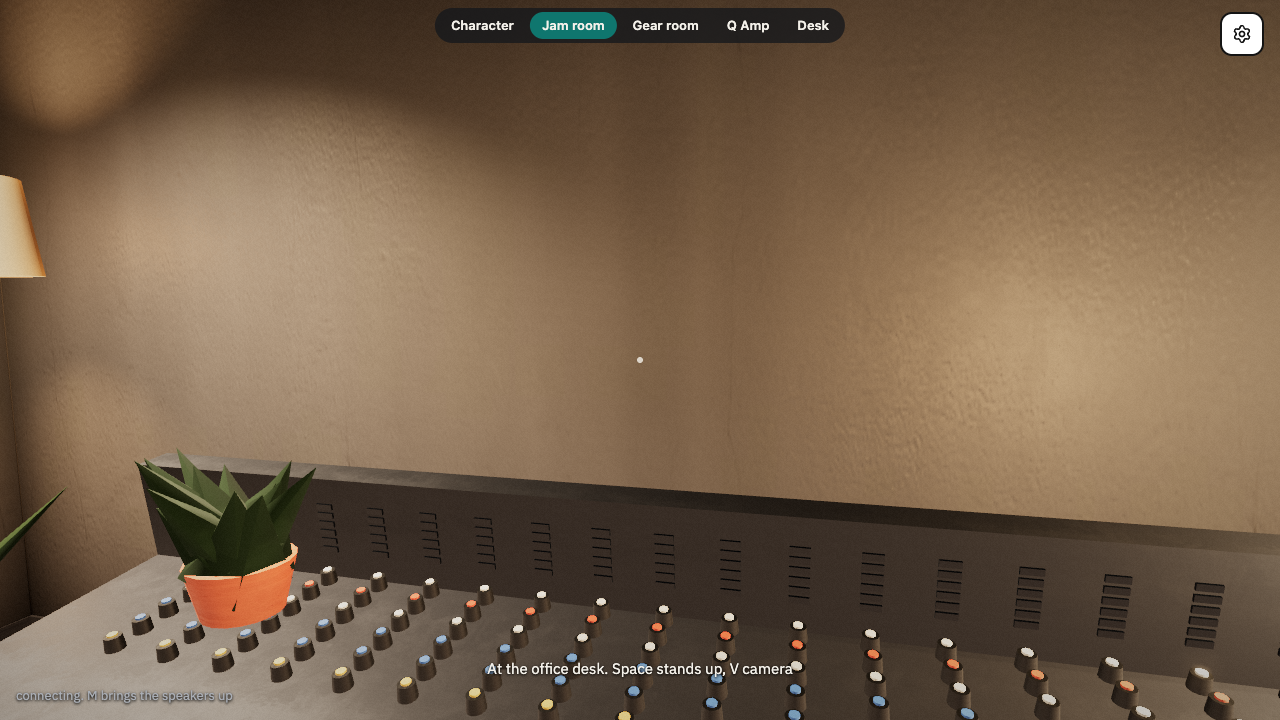 Character Jam room Gear room Q Amp Desk
At the office desk. Space stands up, V camera
connecting. M brings the speakers up